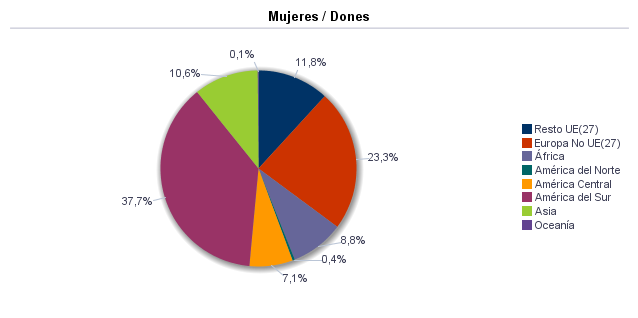 Mujeres / Dones
0,1%
11,8%
10,6%
23,3%
37,7%
8,8%
0,4%
7,1%
Resto UE(27)
Europa No UE(27)
África
América del Norte
América Central
América del Sur
Asia
Oceanía